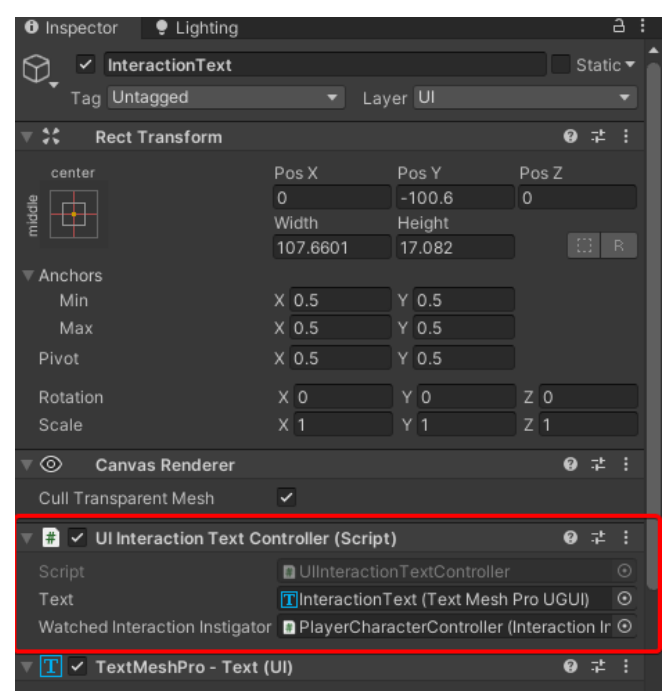 Inspector Lighting
InteractionText Static
Tag Untagged Layer UI
Rect Transform
center Pos X Pos Y Pos Z
middle 0 -100.6 0
Width Height
107.6601 17.082 R
Anchors
Min X 0.5 Y 0.5
Max X 0.5 Y 0.5
Pivot X 0.5 Y 0.5
Rotation X 0 Y 0 Z 0
Scale X 1 Y 1 Z 1
Canvas Renderer
Cull Transparent Mesh
# UI Interaction Text Controller (Script)
Script # UIInteractionTextController
Text T InteractionText (Text Mesh Pro UGUI)
Watched Interaction Instigator # PlayerCharacterController (Interaction Ir
T TextMeshPro - Text (UI)